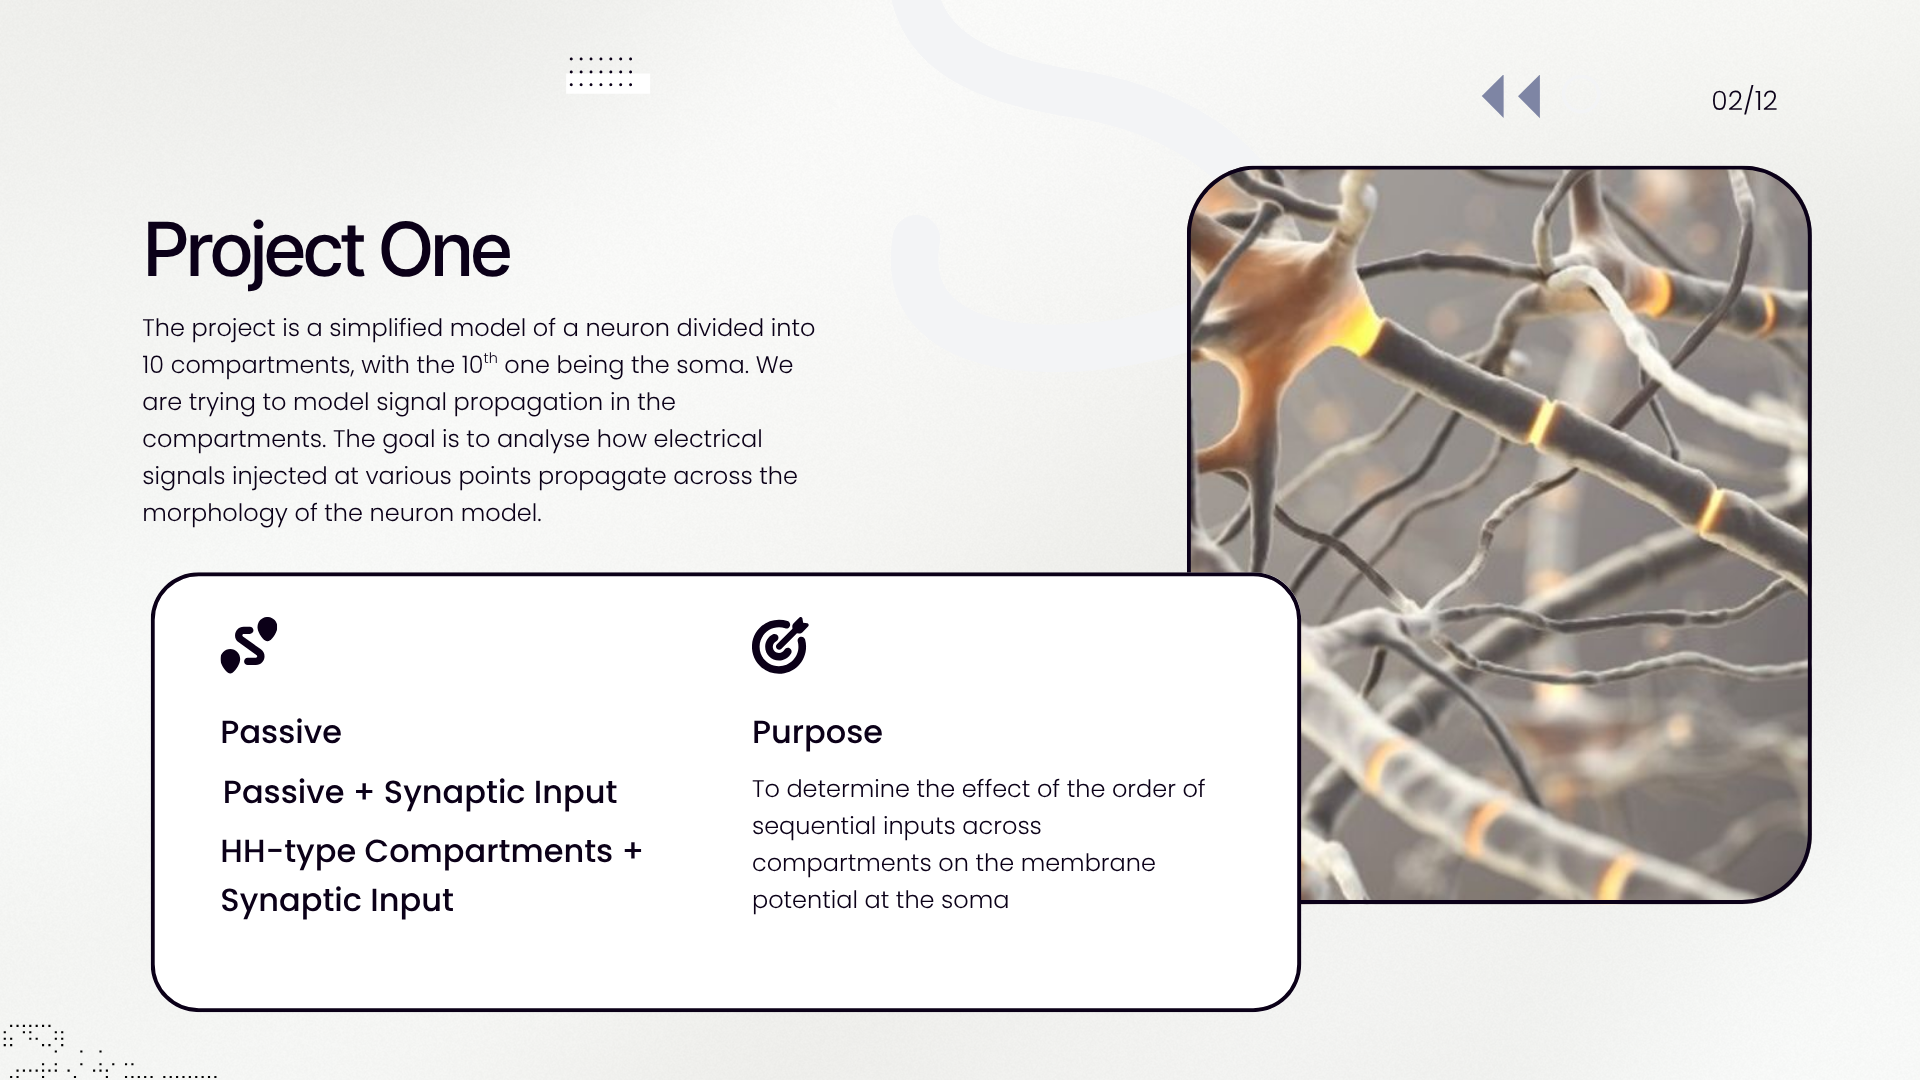 02/12
Project One
The project is a simplified model of a neuron divided into
10 compartments, with the 10th one being the soma. We
are trying to model signal propagation in the
compartments. The goal is to analyse how electrical
signals injected at various points propagate across the
morphology of the neuron model.
Passive
Passive + Synaptic Input
HH-type Compartments +
Synaptic Input
Purpose
To determine the effect of the order of
sequential inputs across
compartments on the membrane
potential at the soma